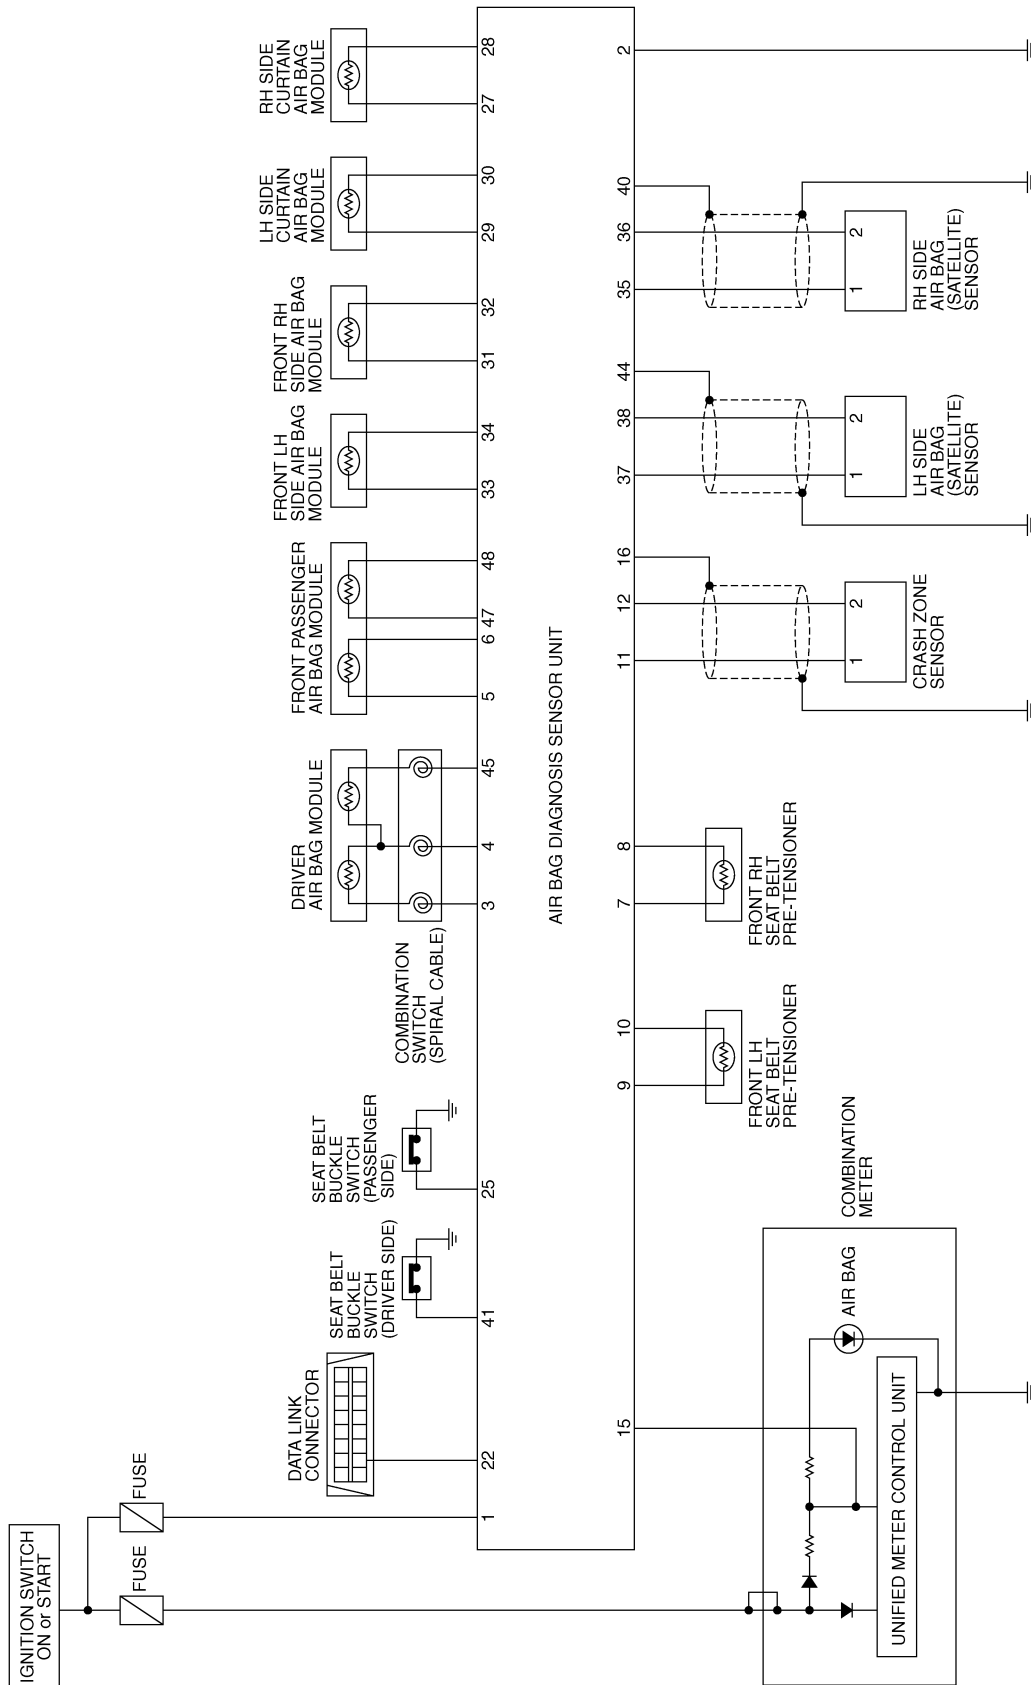 IGNITION SWITCH
ON or START
FUSE
FUSE
DATA LINK
CONNECTOR
SEAT BELT
BUCKLE
SWITCH
(DRIVER SIDE)
SEAT BELT
BUCKLE
SWITCH
(PASSENGER
SIDE)
COMBINATION
SWITCH
(SPIRAL CABLE)
DRIVER
AIR BAG MODULE
FRONT PASSENGER
AIR BAG MODULE
FRONT LH
SIDE AIR BAG
MODULE
FRONT RH
SIDE AIR BAG
MODULE
LH SIDE
CURTAIN
AIR BAG
MODULE
RH SIDE
CURTAIN
AIR BAG
MODULE
1 22 41 25 3 4 45 5 6 47 48 33 34 31 32 29 30 27 28
AIR BAG DIAGNOSIS SENSOR UNIT
15 9 10 7 8 11 12 16 37 38 44 35 36 40 2
FRONT LH
SEAT BELT
PRE-TENSIONER
FRONT RH
SEAT BELT
PRE-TENSIONER
1 2
CRASH ZONE
SENSOR
1 2
LH SIDE
AIR BAG
(SATELLITE)
SENSOR
1 2
RH SIDE
AIR BAG
(SATELLITE)
SENSOR
COMBINATION
METER
AIR BAG
UNIFIED METER CONTROL UNIT